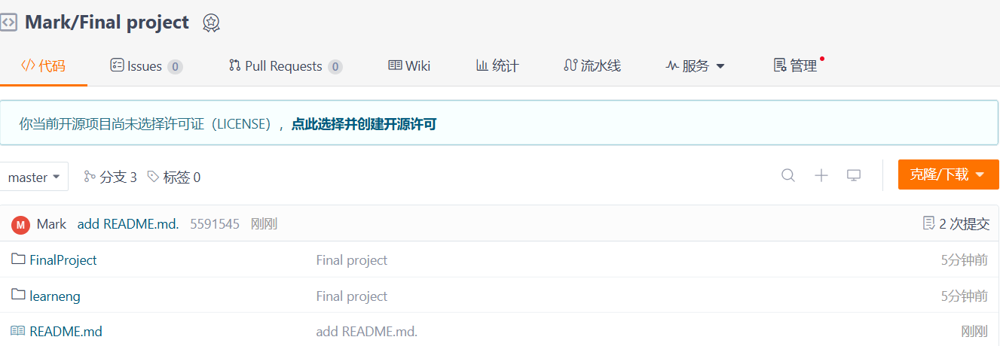 Mark/Final project
代码 Issues 0 Pull Requests 0 Wiki 统计 流水线 服务 管理
你当前开源项目尚未选择许可证（LICENSE），点此选择并创建开源许可
master 分支 3 标签 0 克隆/下载
M Mark add README.md. 5591545 刚刚 2 次提交
FinalProject Final project 5分钟前
learneng Final project 5分钟前
README.md add README.md. 刚刚